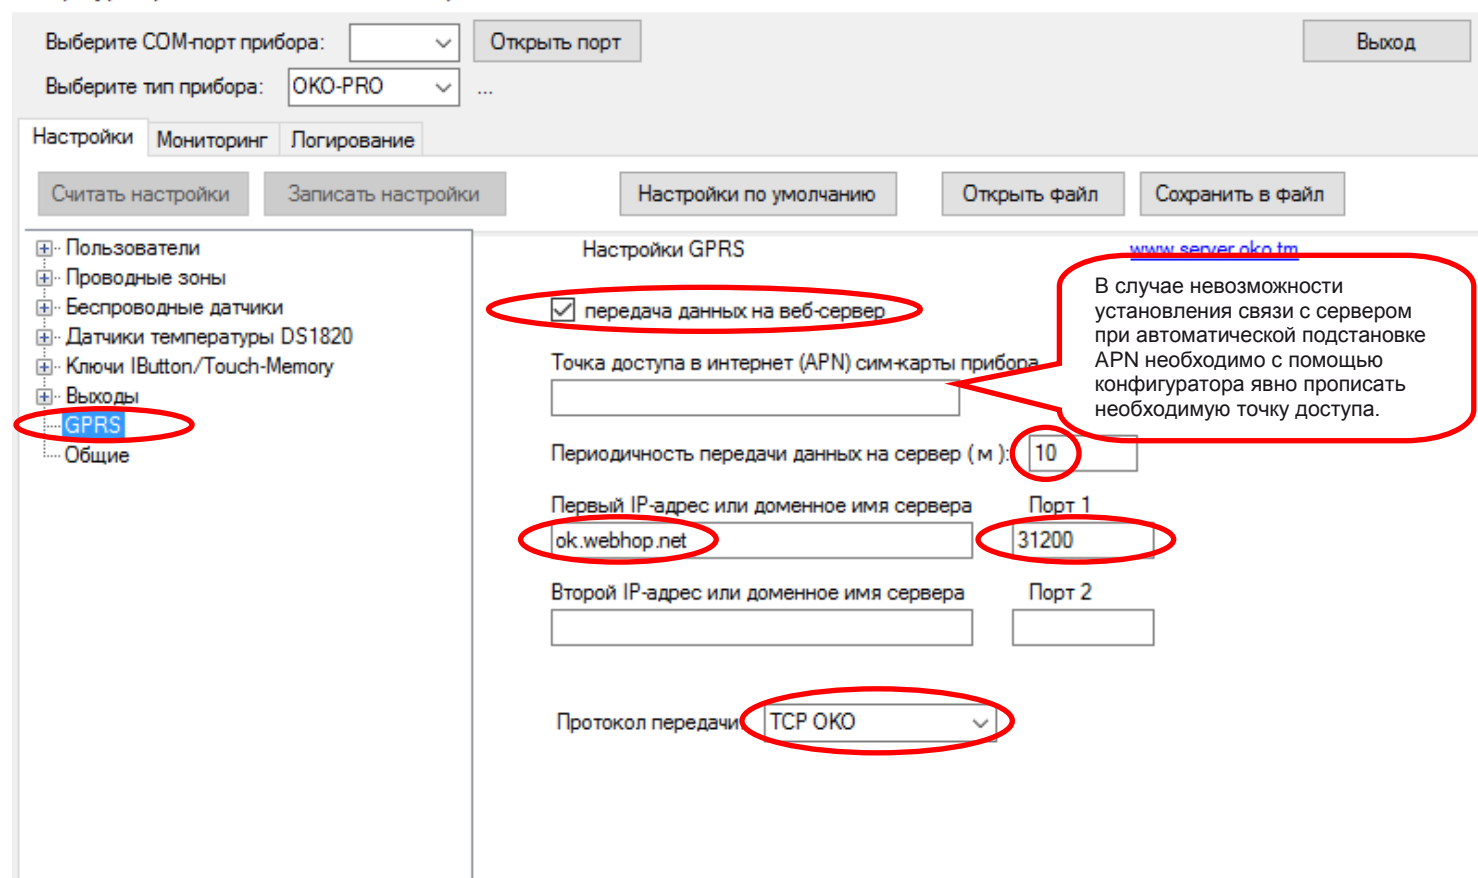 Выберите COM-порт прибора:
Открыть порт
Выход
Выберите тип прибора:
OKO-PRO
...
Настройки
Мониторинг
Логирование
Считать настройки
Записать настройки
Настройки по умолчанию
Открыть файл
Сохранить в файл
Пользователи
Проводные зоны
Беспроводные датчики
Датчики температуры DS1820
Ключи IButton/Touch-Memory
Выходы
GPRS
Общие
Настройки GPRS
www.server.oko.tm
передача данных на веб-сервер
В случае невозможности
установления связи с сервером
при автоматической подстановке
APN необходимо с помощью
конфигуратора явно прописать
необходимую точку доступа.
Точка доступа в интернет (APN) сим-карты прибора
Периодичность передачи данных на сервер ( м ):
10
Первый IP-адрес или доменное имя сервера
Порт 1
ok.webhop.net
31200
Второй IP-адрес или доменное имя сервера
Порт 2
Протокол передачи
TCP OKO